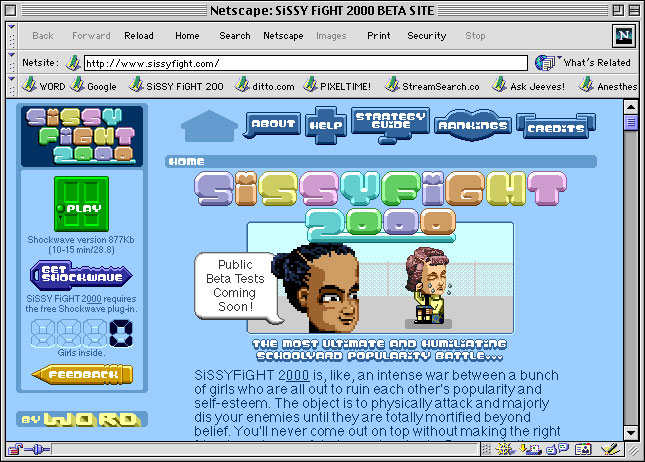 Netscape: SiSSY FiGHT 2000 BETA SITE
Back Forward Reload Home Search Netscape Images Print Security Stop
N
Netsite: http://www.sissyfight.com/ What's Related
WORD Google SiSSY FiGHT 200 ditto.com PIXELTIME! StreamSearch.co Ask Jeeves! Anesthes
SiSSY
FiGHT
2000
PLAY
Shockwave version 877Kb
(10-15 min/28.8)
GET
SHOCKWAVE
SiSSY FiGHT 2000 requires
the free Shockwave plug-in.
0
Girls inside.
FEEDBACK
BY WORD
ABOUT
HELP
STRATEGY
GUIDE
RANKINGS
CREDITS
HOME
SiSSYFiGHT
2000
Public
Beta Tests
Coming
Soon!
THE MOST ULTIMATE AND HUMILIATING
SCHOOLYARD POPULARITY BATTLE...
SiSSYFiGHT 2000 is, like, an intense war between a bunch
of girls who are all out to ruin each other's popularity and
self-esteem. The object is to physically attack and majorly
dis your enemies until they are totally mortified beyond
belief. You'll never come out on top without making the right